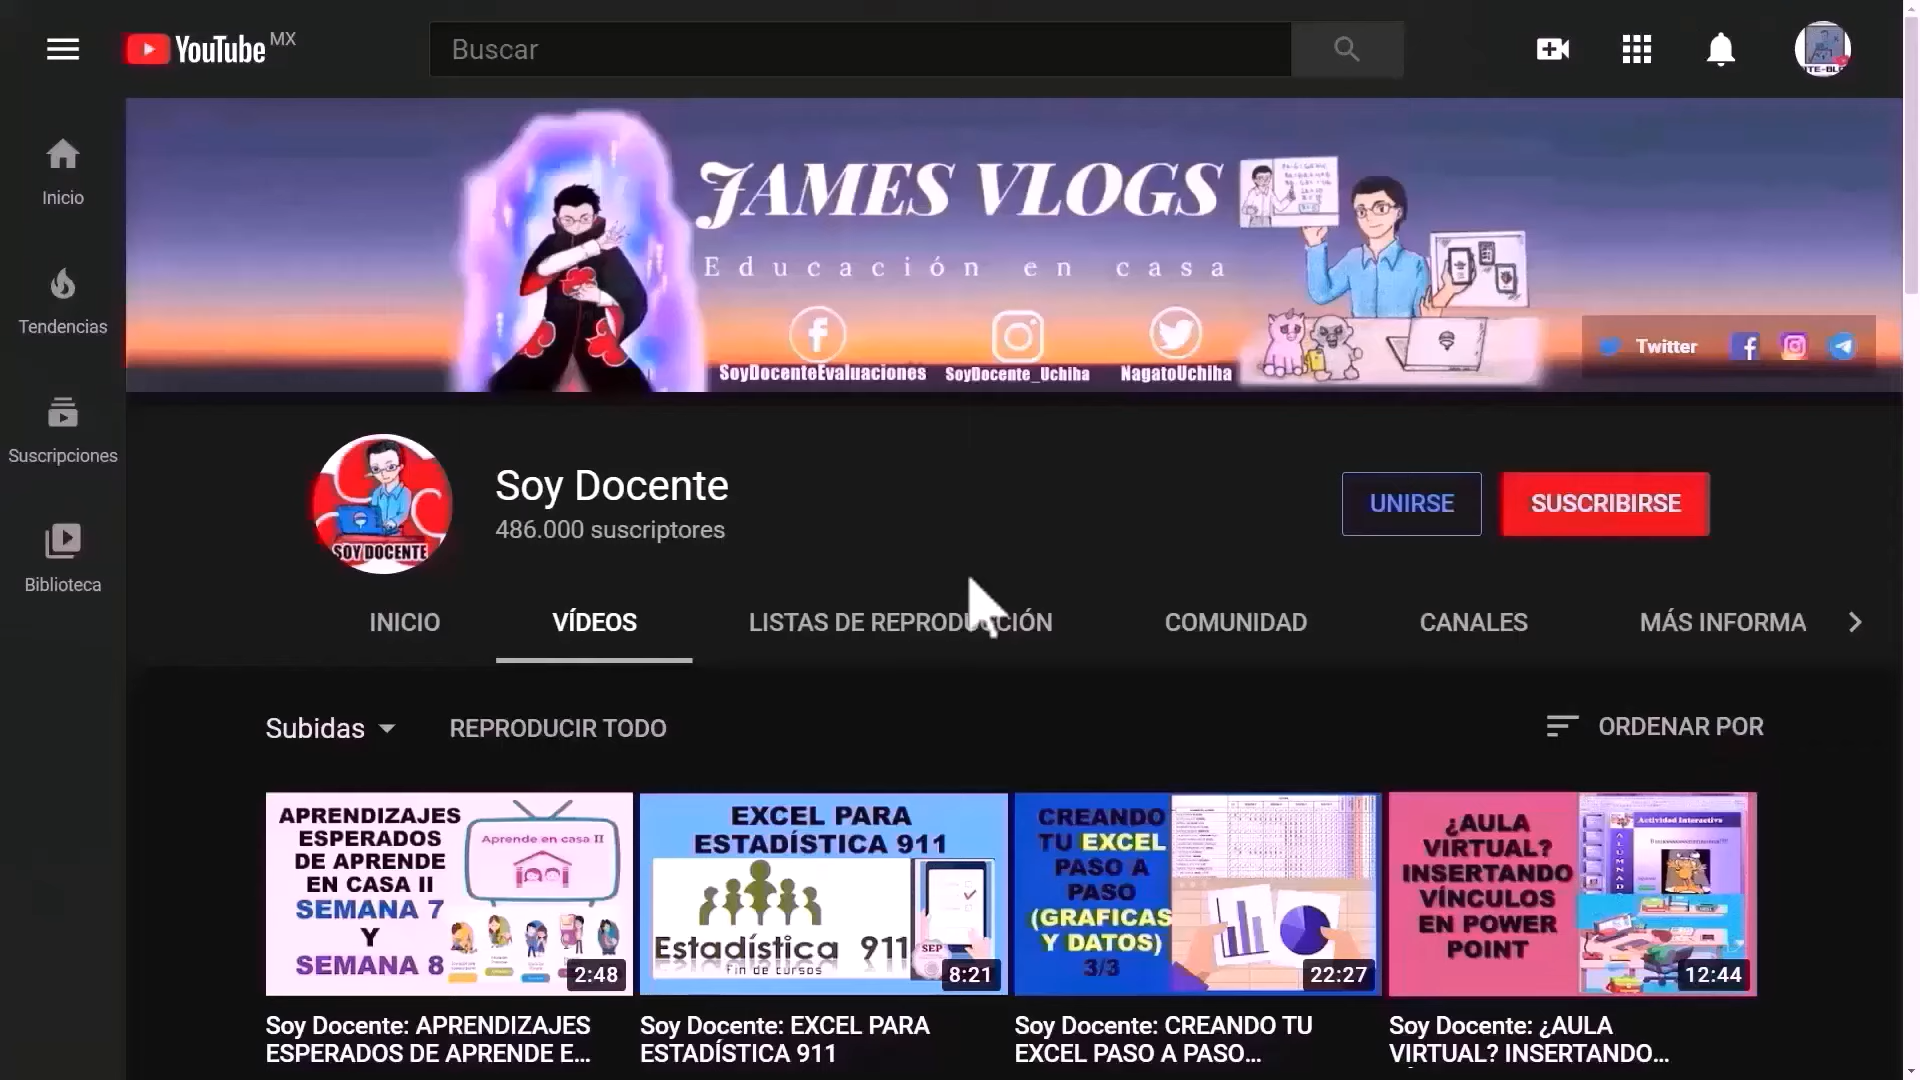 YouTube MX
Buscar
Inicio
Tendencias
Suscripciones
Biblioteca
JAMES VLOGS
Educación en casa
SoyDocenteEvaluaciones
SoyDocente_Uchiha
NagatoUchiha
Twitter
SOY DOCENTE
Soy Docente
486.000 suscriptores
UNIRSE
SUSCRIBIRSE
INICIO
VÍDEOS
LISTAS DE REPRODUCCIÓN
COMUNIDAD
CANALES
MÁS INFORMA
Subidas
REPRODUCIR TODO
ORDENAR POR
APRENDIZAJES
ESPERADOS
DE APRENDE
EN CASA II
SEMANA 7
Y
SEMANA 8
Aprende en casa II
2:48
EXCEL PARA
ESTADÍSTICA 911
Estadística 911
fin de cursos
SEP
8:21
CREANDO
TU EXCEL
PASO A
PASO
(GRAFICAS
Y DATOS)
3/3
22:27
¿AULA
VIRTUAL?
INSERTANDO
VÍNCULOS
EN POWER
POINT
Actividad Interactiva
12:44
Soy Docente: APRENDIZAJES
ESPERADOS DE APRENDE E...
Soy Docente: EXCEL PARA
ESTADÍSTICA 911
Soy Docente: CREANDO TU
EXCEL PASO A PASO...
Soy Docente: ¿AULA
VIRTUAL? INSERTANDO...